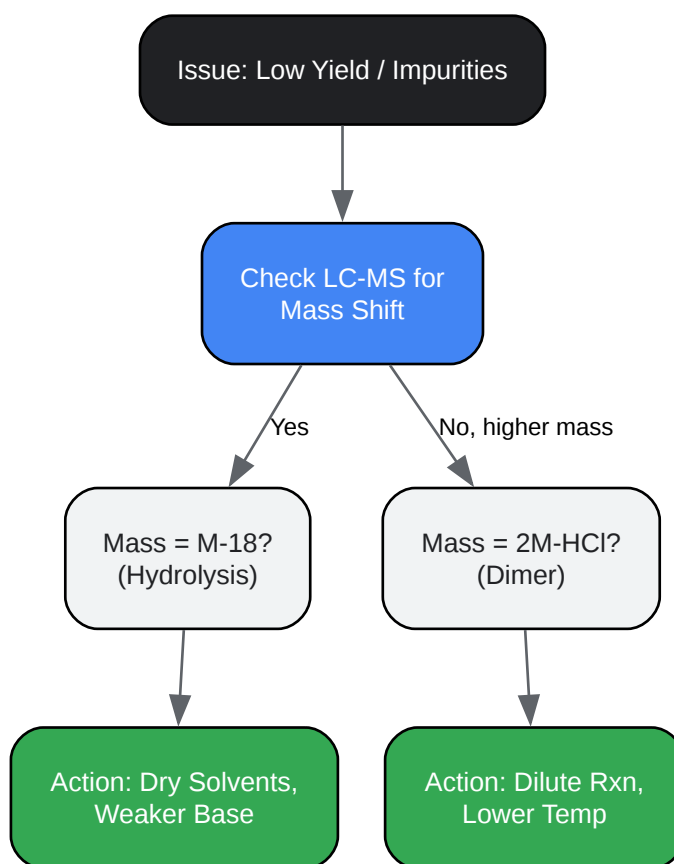 Issue: Low Yield / Impurities
Check LC-MS for
Mass Shift
Yes
No, higher mass
Mass = M-18?
(Hydrolysis)
Mass = 2M-HCl?
(Dimer)
Action: Dry Solvents,
Weaker Base
Action: Dilute Rxn,
Lower Temp